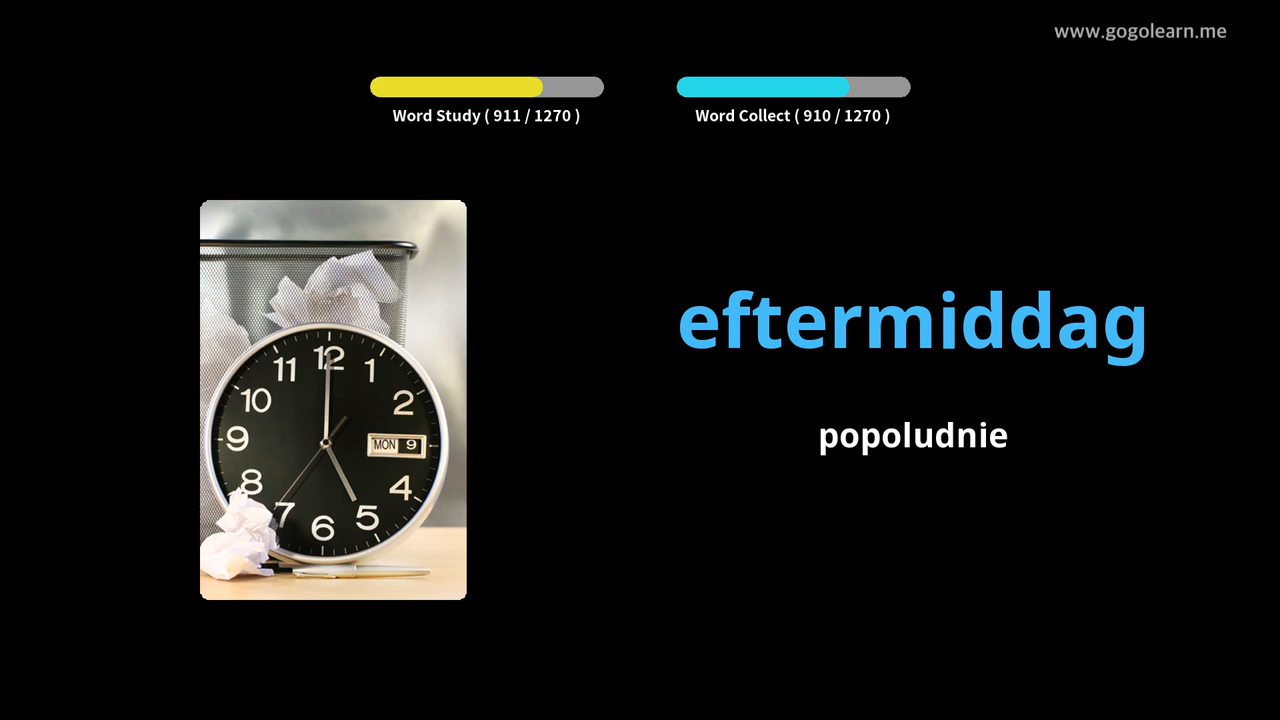 www.gogolearn.me
Word Study ( 911 / 1270 )
Word Collect ( 910 / 1270 )
eftermiddag
popoludnie
12
11
1
10
2
9
MON 9
8
4
7
5
6